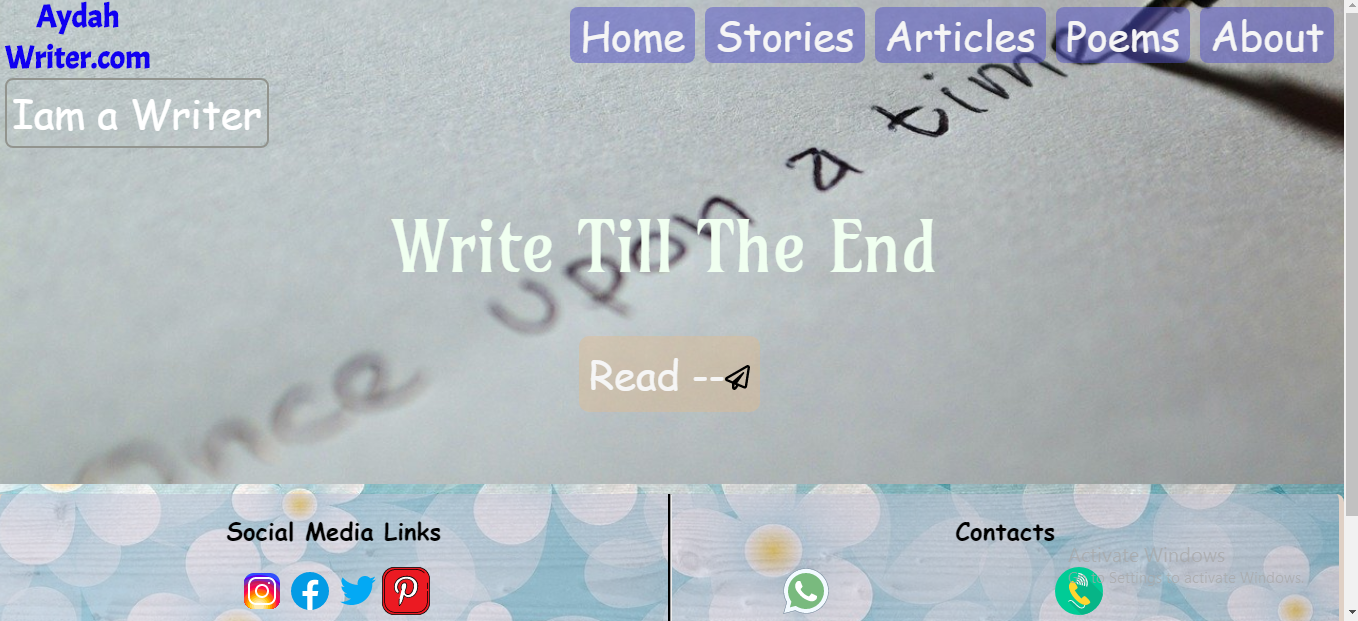 Aydah
Writer.com
Home Stories Articles Poems About
Iam a Writer
Once upon a time
Write Till The End
Read --
Social Media Links
Contacts
Activate Windows
Go to Settings to activate Windows.